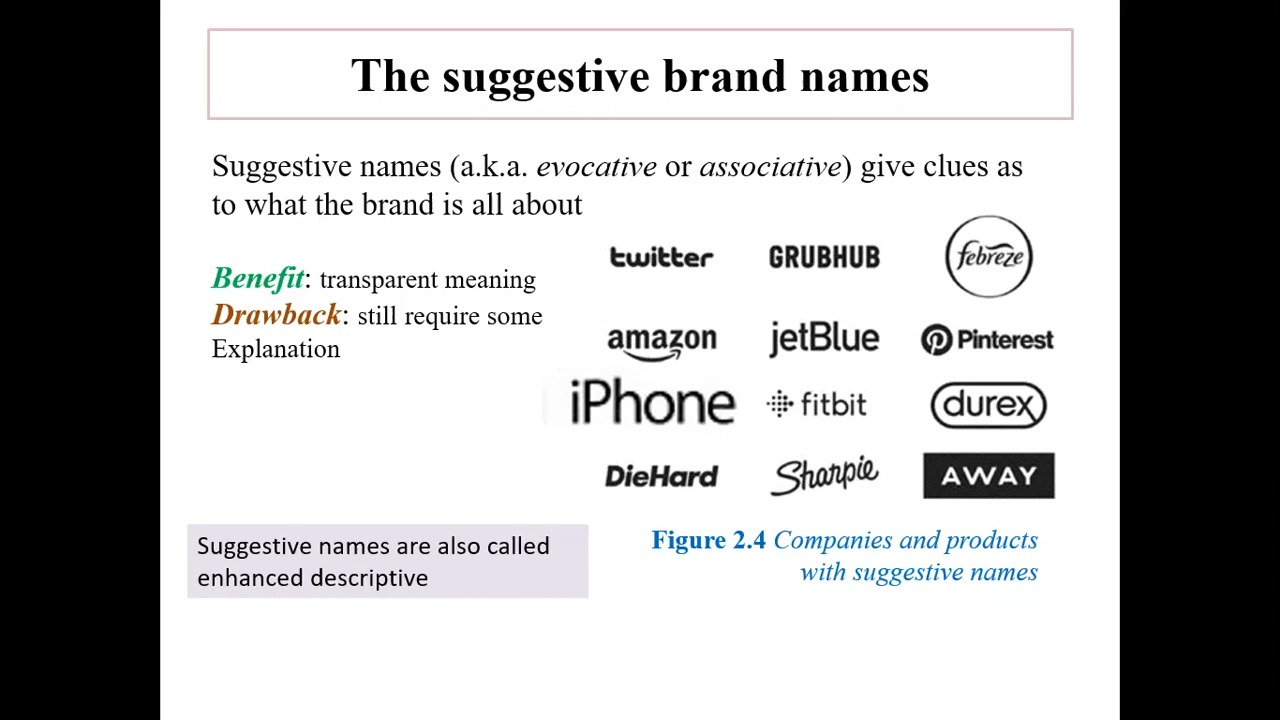 The suggestive brand names
Suggestive names (a.k.a. evocative or associative) give clues as
to what the brand is all about
Benefit: transparent meaning
Drawback: still require some
Explanation
twitter GRUBHUB febreze
amazon jetBlue Pinterest
iPhone fitbit durex
DieHard Sharpie AWAY
Suggestive names are also called
enhanced descriptive
Figure 2.4 Companies and products
with suggestive names